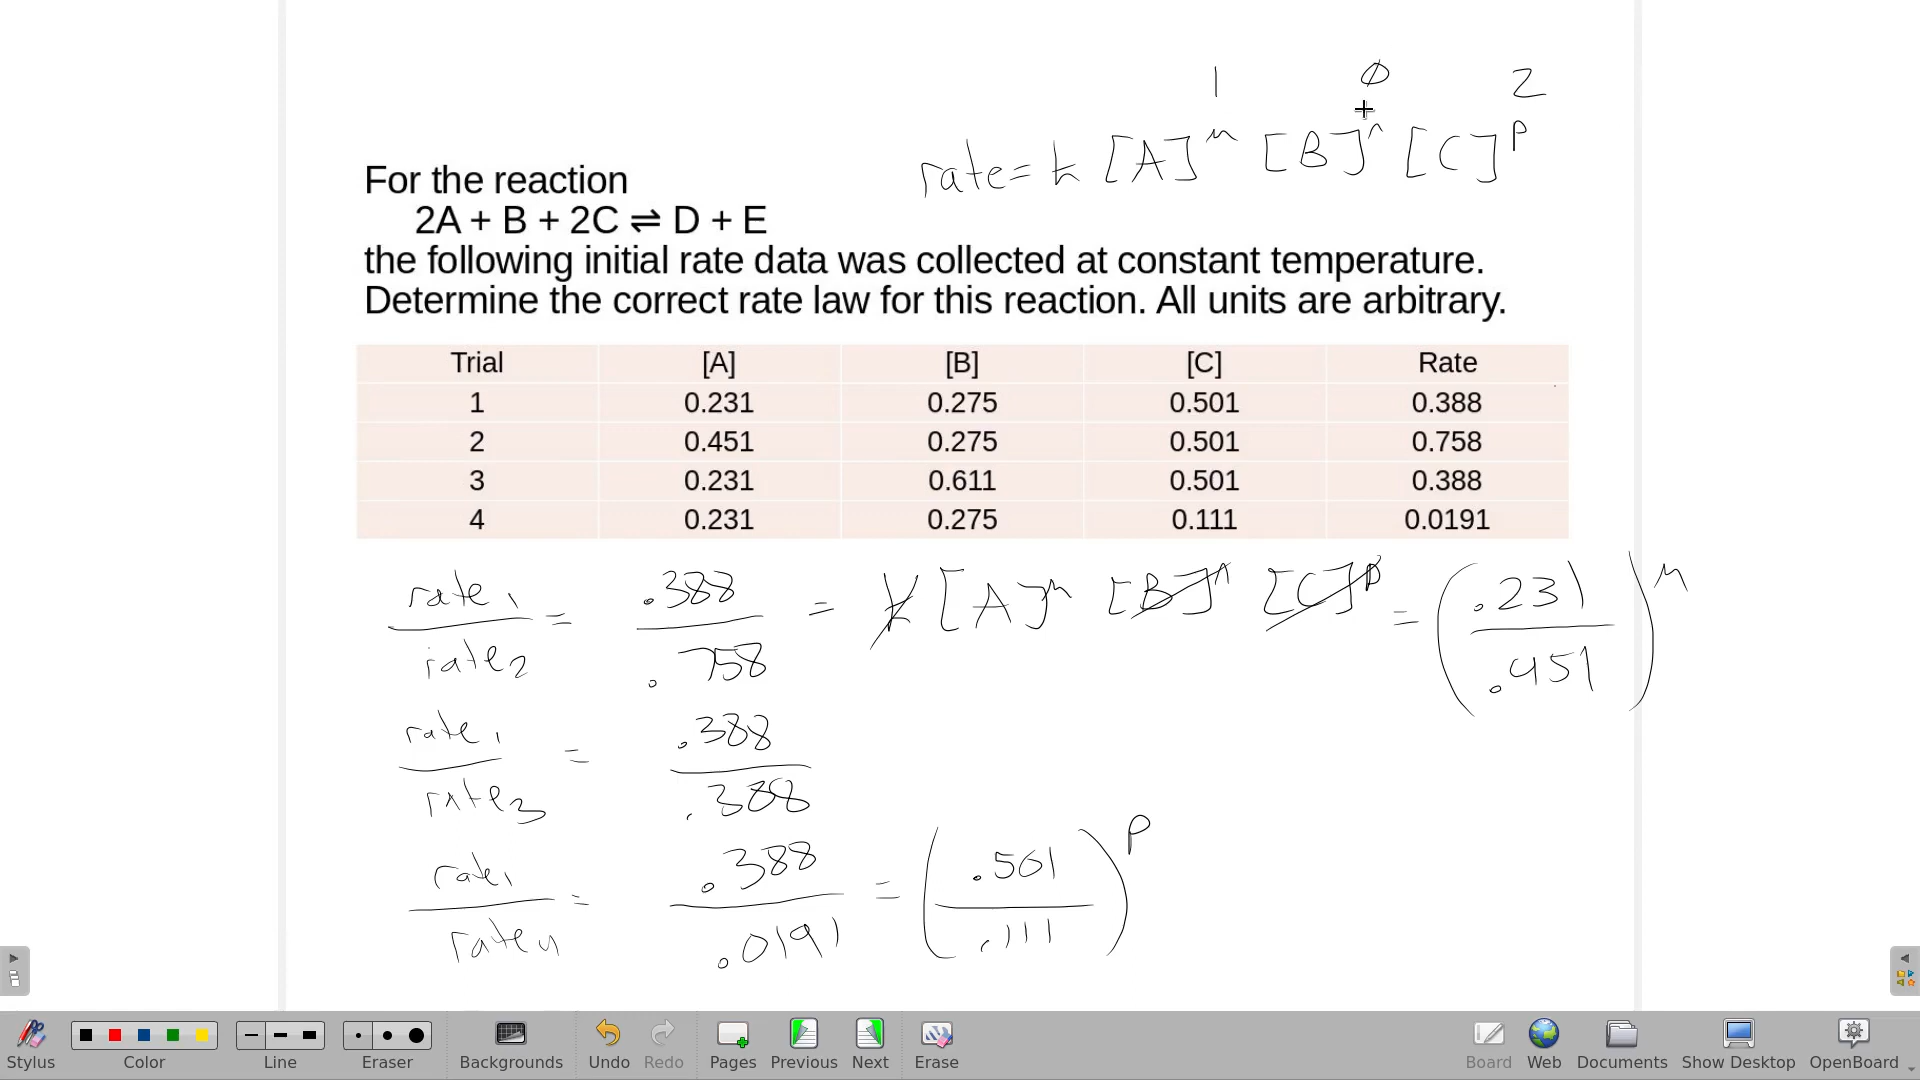 1 0 2
rate = k [A]^m [B]^n [C]^p
For the reaction
2A + B + 2C ⇌ D + E
the following initial rate data was collected at constant temperature.
Determine the correct rate law for this reaction. All units are arbitrary.
Trial [A] [B] [C] Rate
1 0.231 0.275 0.501 0.388
2 0.451 0.275 0.501 0.758
3 0.231 0.611 0.501 0.388
4 0.231 0.275 0.111 0.0191
rate1 / rate2 = .388 / .758 = k [A]^m [B]^n [C]^p = (.231 / .451)^m
rate1 / rate3 = .388 / .388
rate1 / rate4 = .388 / .0191 = (.501 / .111)^p
Stylus Color Line Eraser Backgrounds Undo Redo Pages Previous Next Erase Board Web Documents Show Desktop OpenBoard